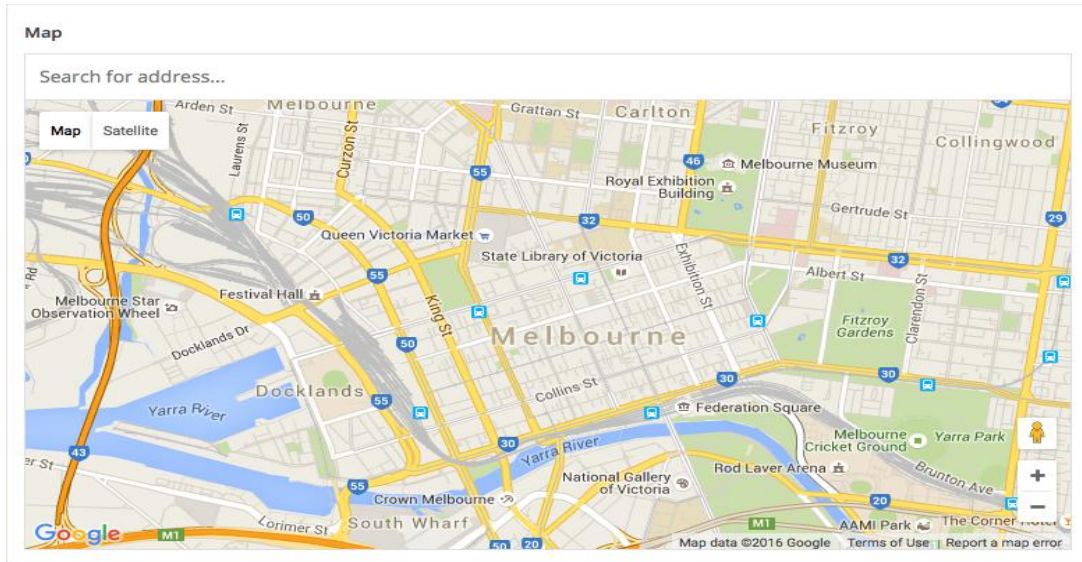 Map
Search for address...
Map
Satellite
Arden St
Melbourne
Grattan St
Carlton
Fitzroy
Collingwood
Laurens St
Curzon St
55
46
Melbourne Museum
Royal Exhibition
Building
Gertrude St
50
32
29
Queen Victoria Market
State Library of Victoria
Exhibition St
32
Rd
55
Albert St
Clarendon St
Melbourne Star
Observation Wheel
Festival Hall
King St
Fitzroy
Gardens
Docklands Dr
50
Melbourne
Docklands
55
Collins St
30
30
Yarra River
Federation Square
43
30
Yarra River
Melbourne
Cricket Ground
Yarra Park
er St
55
National Gallery
of Victoria
Rod Laver Arena
Brunton Ave
Crown Melbourne
20
Lorimer St
South Wharf
M1
AAMI Park
The Corner Hotel
Google
M1
50
20
Map data ©2016 Google
Terms of Use
Report a map error